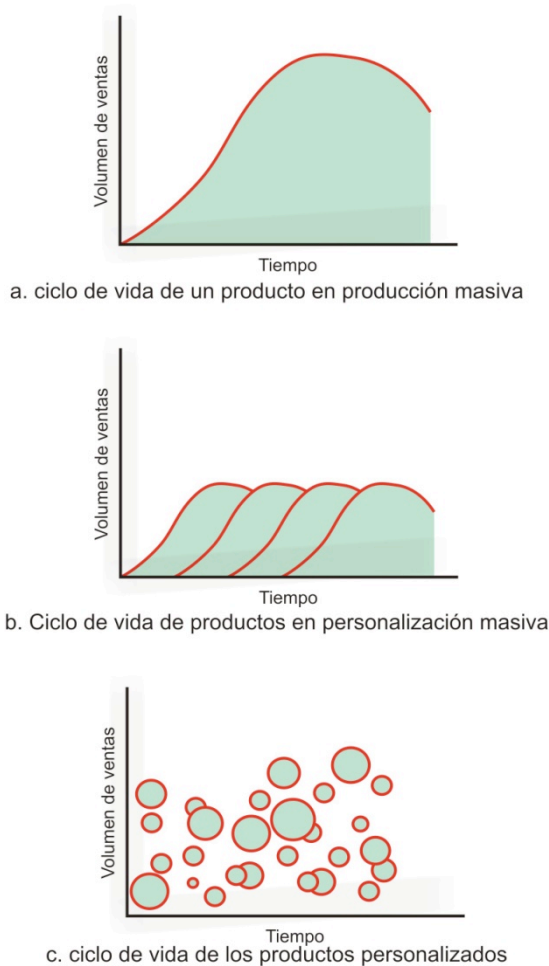 Volumen de ventas
Tiempo
a. ciclo de vida de un producto en producción masiva
Volumen de ventas
Tiempo
b. Ciclo de vida de productos en personalización masiva
Volumen de ventas
Tiempo
c. ciclo de vida de los productos personalizados